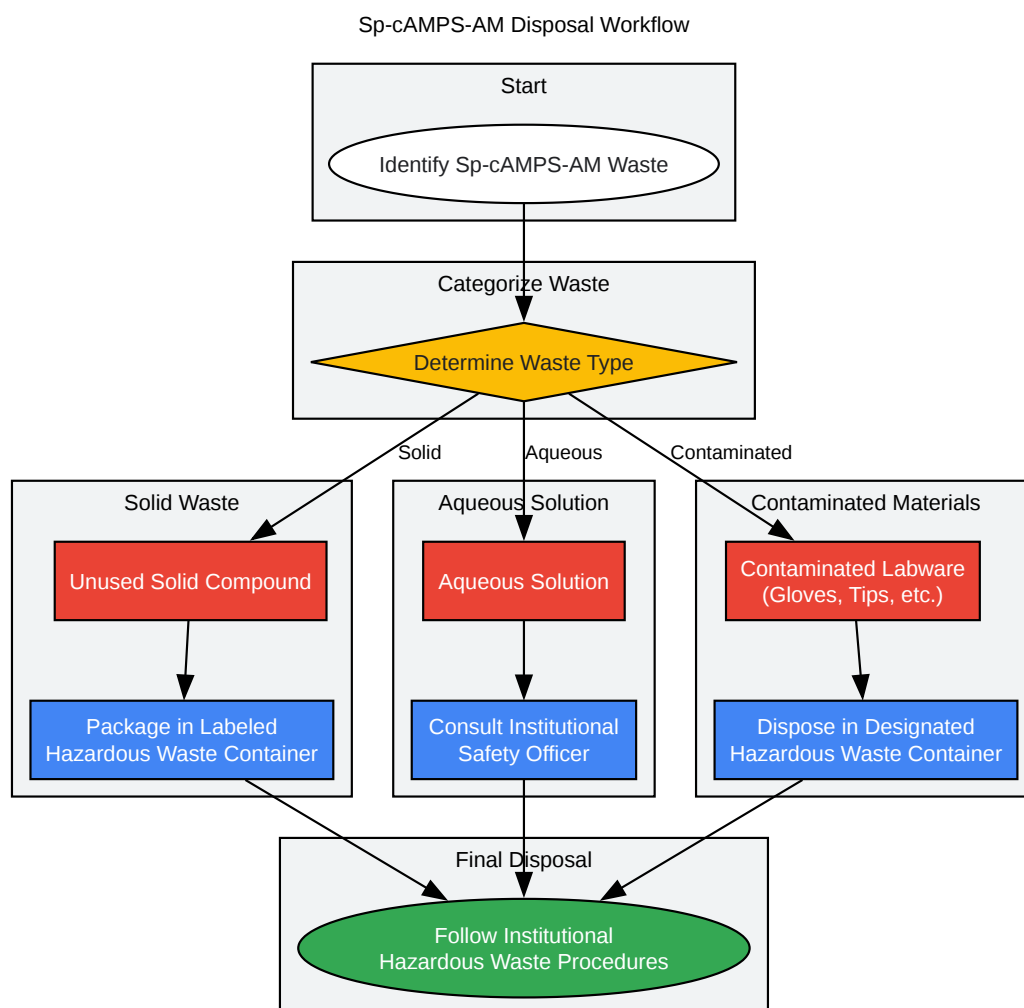 Sp-cAMPS-AM Disposal Workflow
Start
Identify Sp-cAMPS-AM Waste
Categorize Waste
Determine Waste Type
Solid
Aqueous
Contaminated
Solid Waste
Unused Solid Compound
Package in Labeled
Hazardous Waste Container
Aqueous Solution
Aqueous Solution
Consult Institutional
Safety Officer
Contaminated Materials
Contaminated Labware
(Gloves, Tips, etc.)
Dispose in Designated
Hazardous Waste Container
Final Disposal
Follow Institutional
Hazardous Waste Procedures